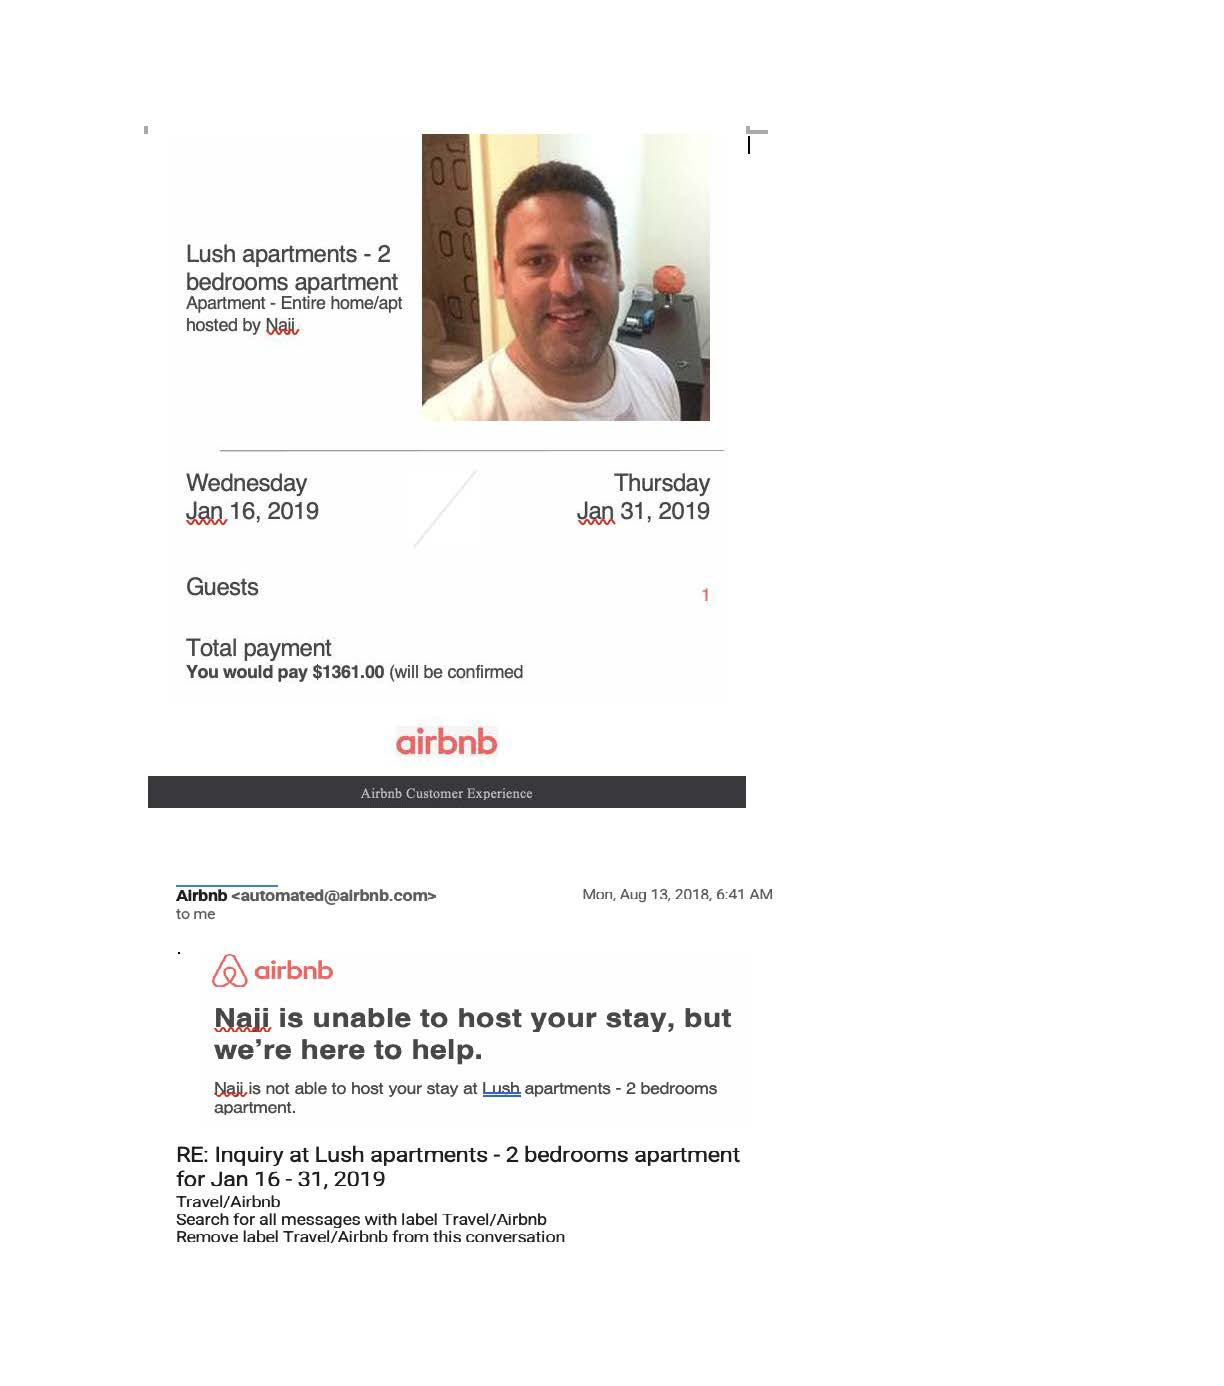 Lush apartments - 2
bedrooms apartment
Apartment - Entire home/apt
hosted by Naji
Wednesday
Jan 16, 2019
Thursday
Jan 31, 2019
Guests
1
Total payment
You would pay $1361.00 (will be confirmed
airbnb
Airbnb Customer Experience
Airbnb <automated@airbnb.com>
Mon, Aug 13, 2018, 6:41 AM
to me
.
airbnb
Naji is unable to host your stay, but
we're here to help.
Naji is not able to host your stay at Lush apartments - 2 bedrooms
apartment.
RE: Inquiry at Lush apartments - 2 bedrooms apartment
for Jan 16 - 31, 2019
Travel/Airbnb
Search for all messages with label Travel/Airbnb
Remove label Travel/Airbnb from this conversation